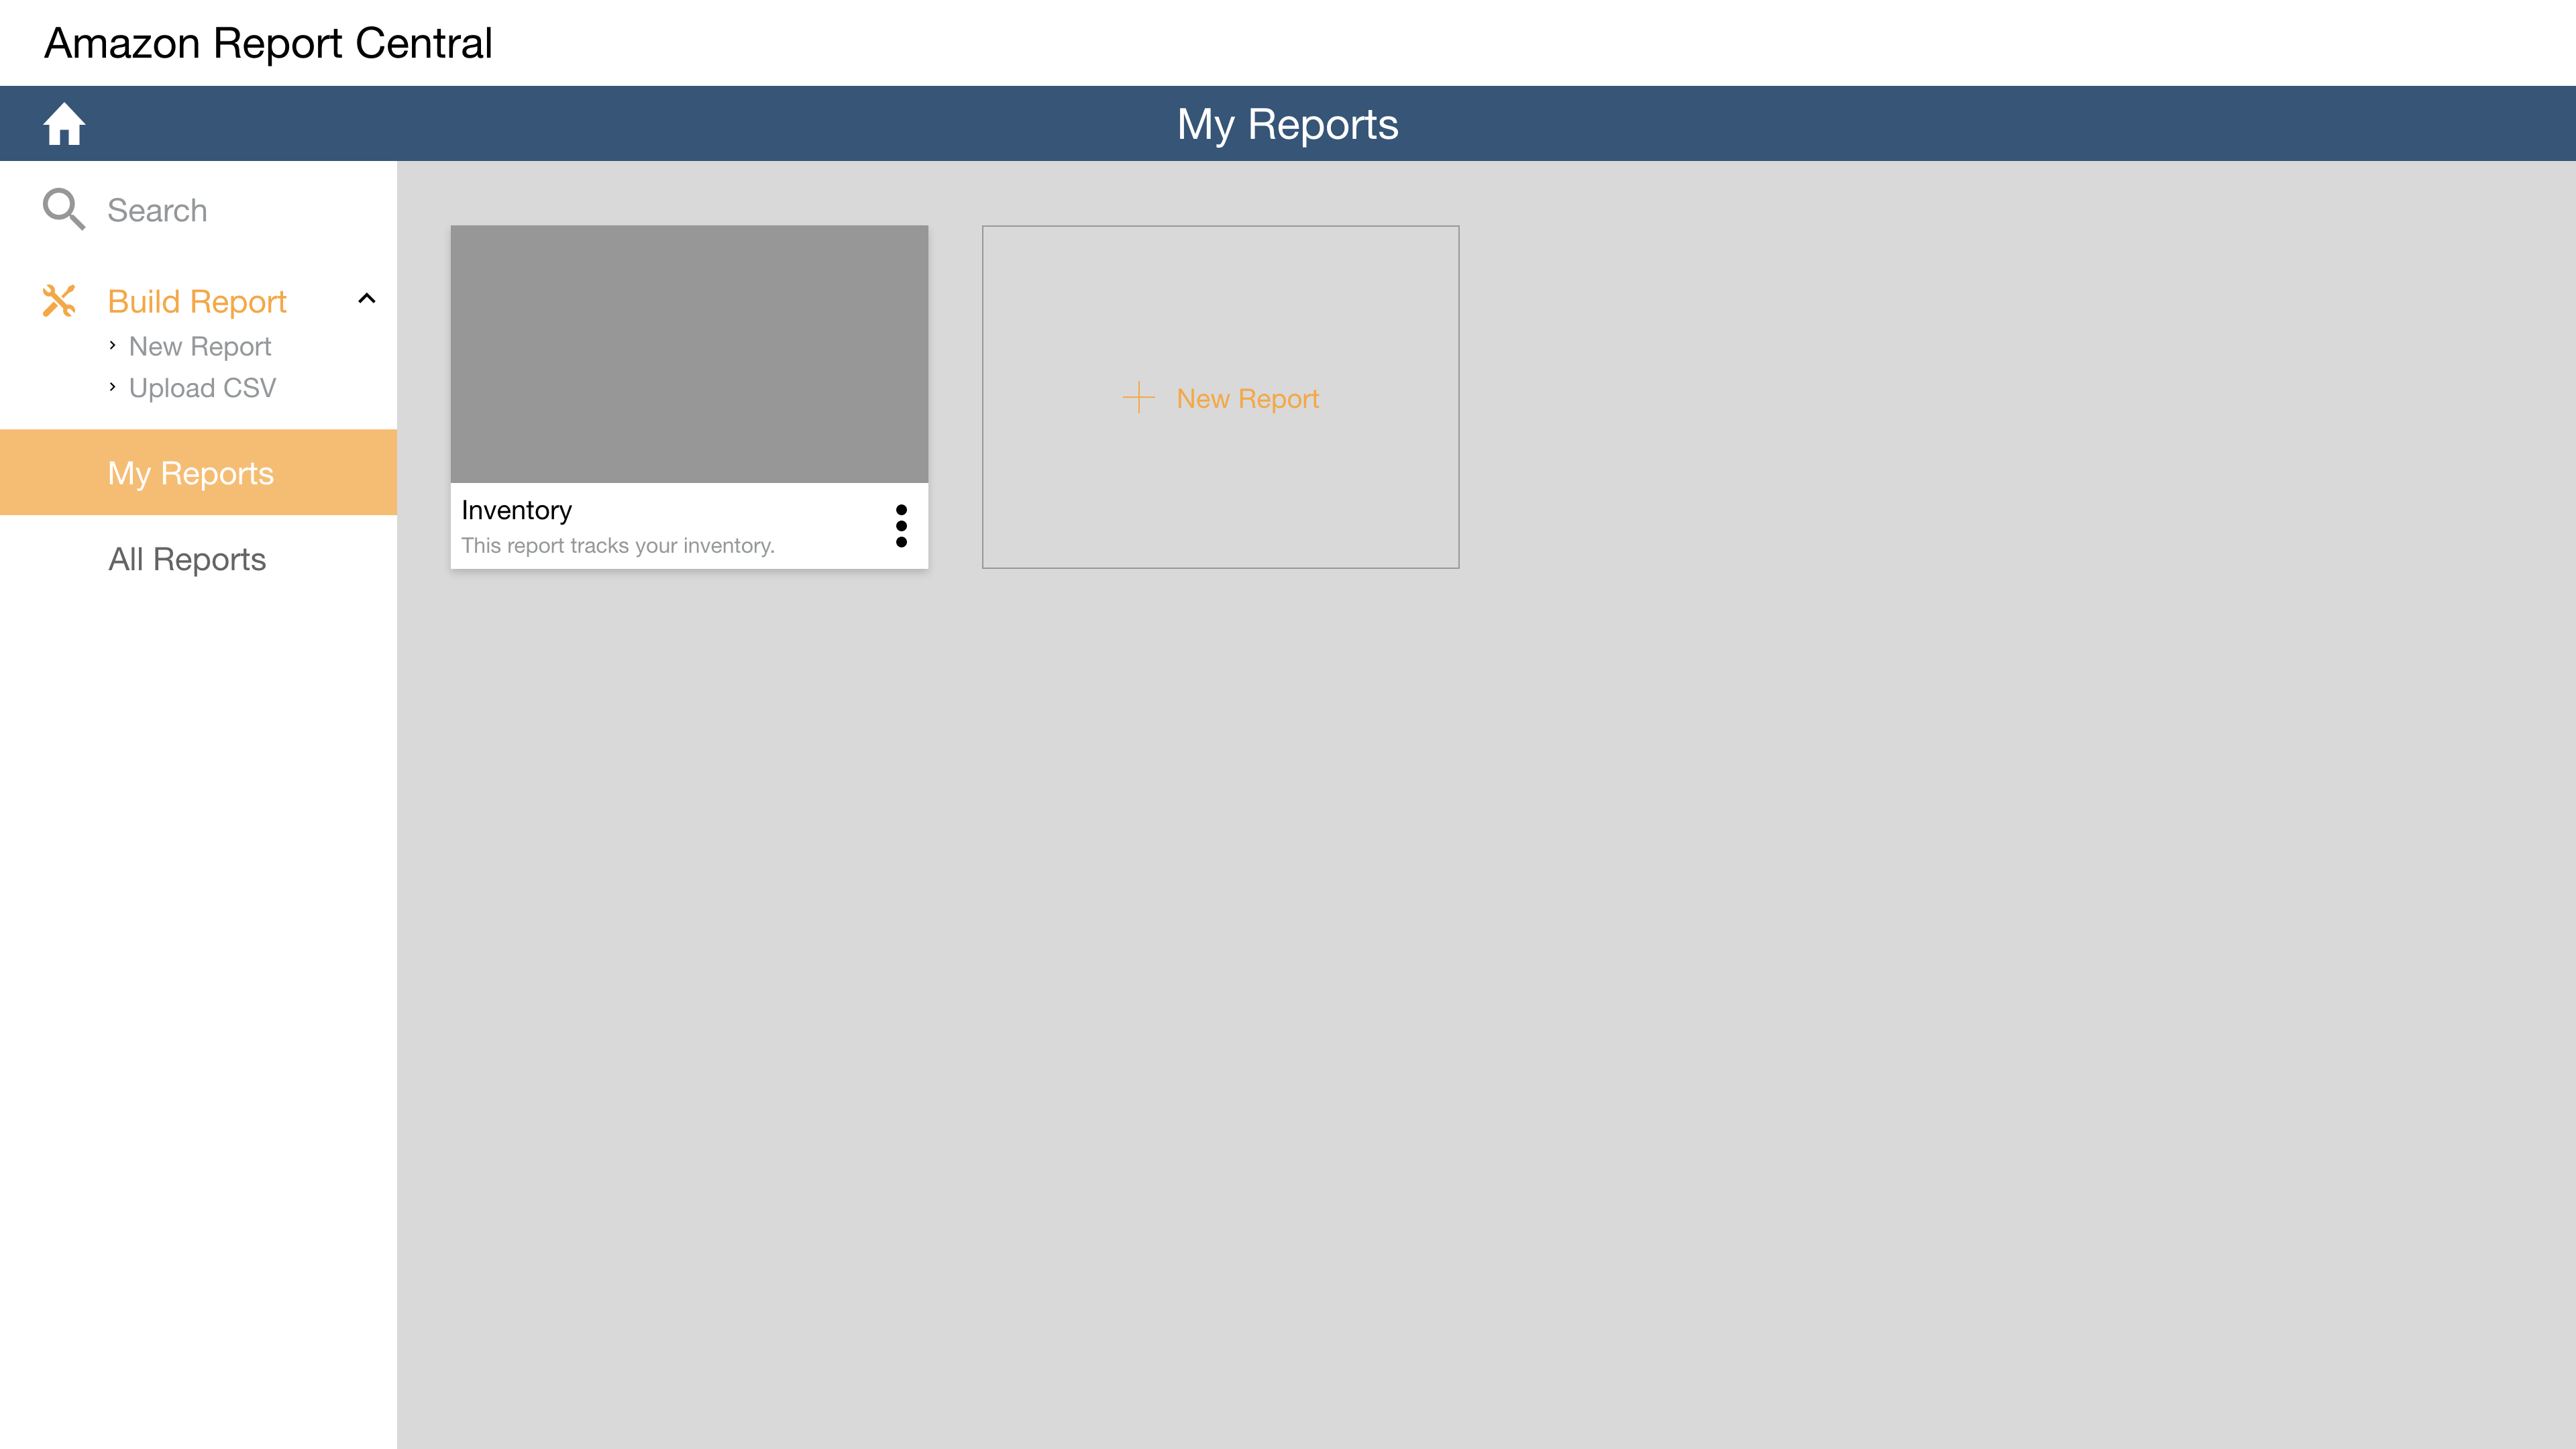 Amazon Report Central
My Reports
Search
Build Report
New Report
Upload CSV
My Reports
All Reports
Inventory
This report tracks your inventory.
New Report